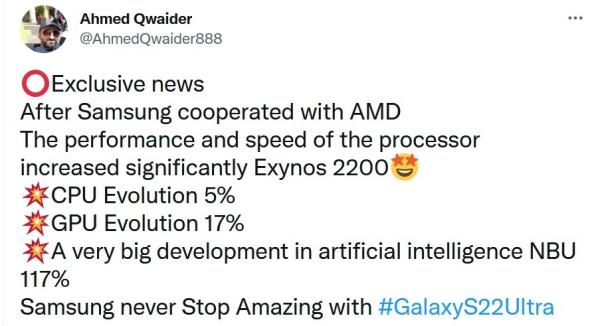 Ahmed Qwaider
@AhmedQwaider888
⭕Exclusive news
After Samsung cooperated with AMD
The performance and speed of the processor
increased significantly Exynos 2200🤩
💥CPU Evolution 5%
💥GPU Evolution 17%
💥A very big development in artificial intelligence NBU
117%
Samsung never Stop Amazing with #GalaxyS22Ultra